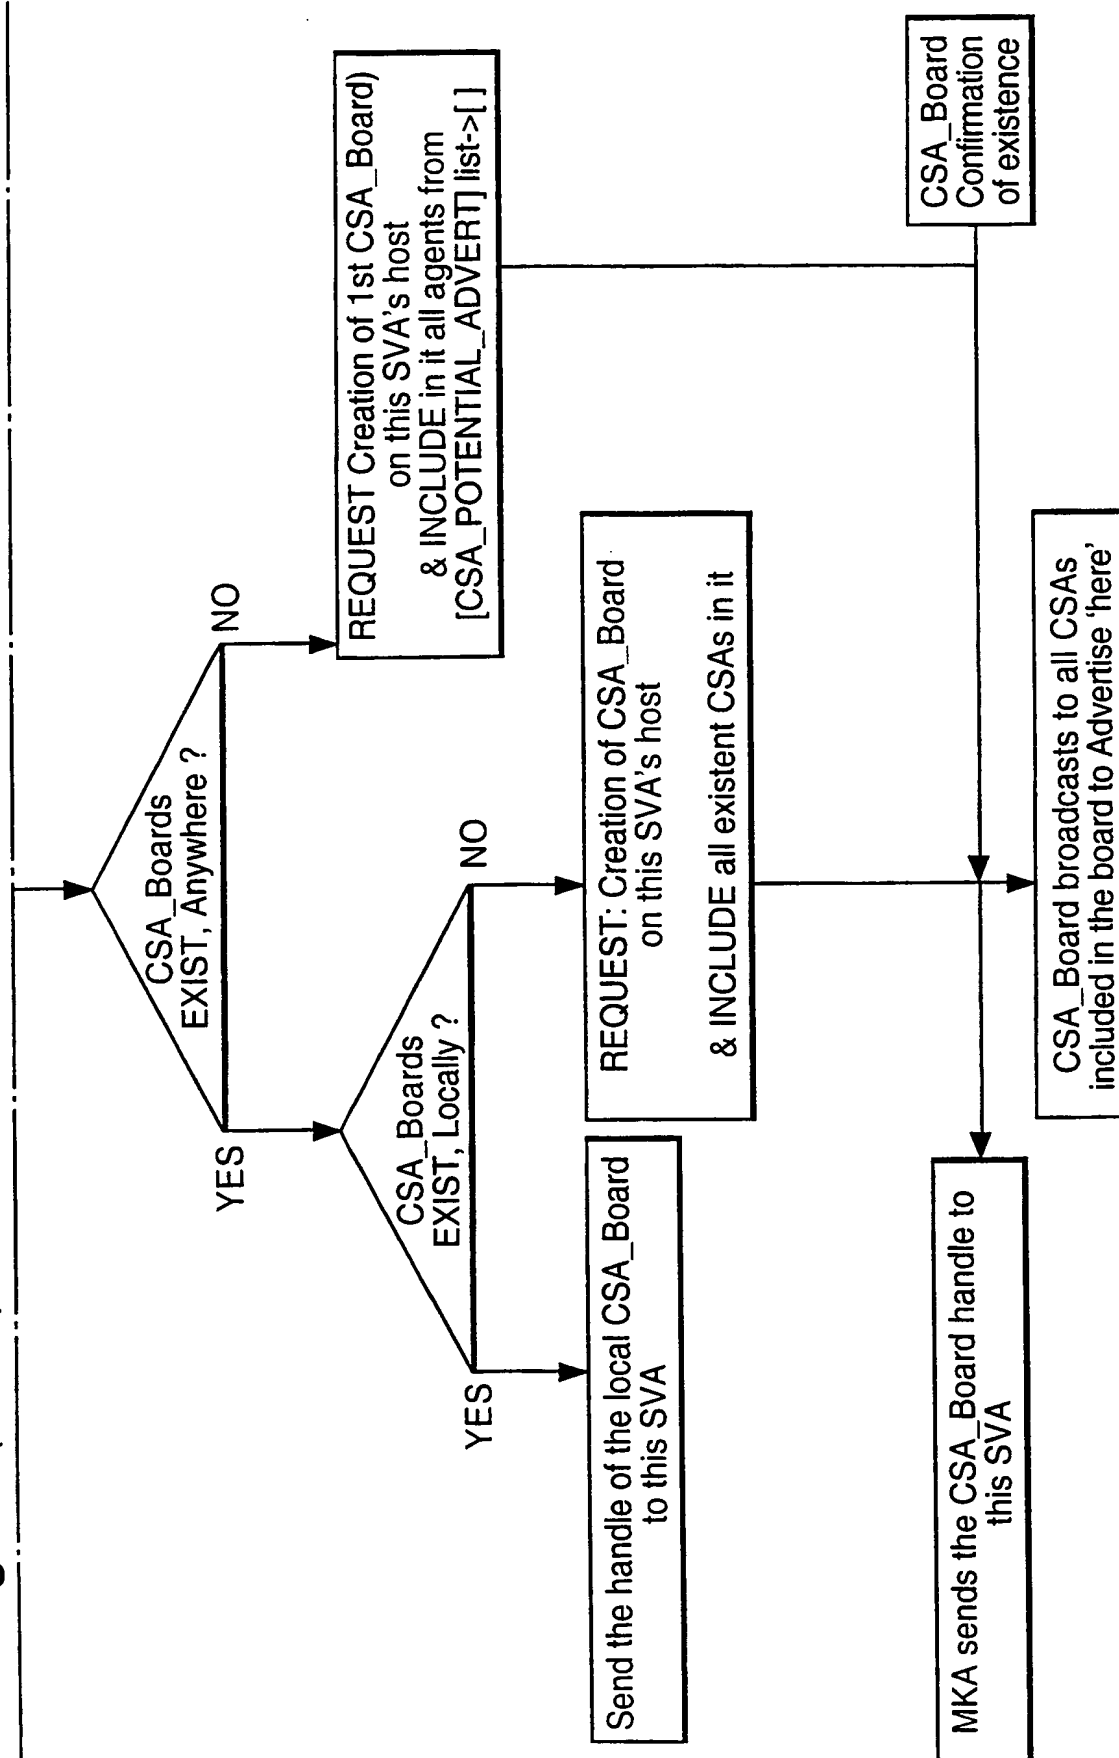 CSA_Boards
EXIST, Anywhere ?
YES
NO
CSA_Boards
EXIST, Locally ?
YES
NO
REQUEST Creation of 1st CSA_Board)
on this SVA's host
& INCLUDE in it all agents from
[CSA_POTENTIAL_ADVERT] list->[ ]
Send the handle of the local CSA_Board
to this SVA
REQUEST: Creation of CSA_Board
on this SVA's host
& INCLUDE all existent CSAs in it
CSA_Board
Confirmation
of existence
MKA sends the CSA_Board handle to
this SVA
CSA_Board broadcasts to all CSAs
included in the board to Advertise 'here'